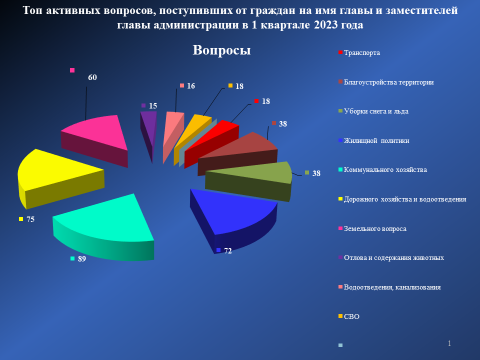 Топ активных вопросов, поступивших от граждан на имя главы и заместителей
главы администрации в 1 квартале 2023 года
Вопросы
60
15
16
18
18
38
38
72
89
75
Транспорта
Благоустройства территории
Уборки снега и льда
Жилищной политики
Коммунального хозяйства
Дорожного хозяйства и водоотведения
Земельного вопроса
Отлова и содержания животных
Водоотведения, канализования
СВО
1